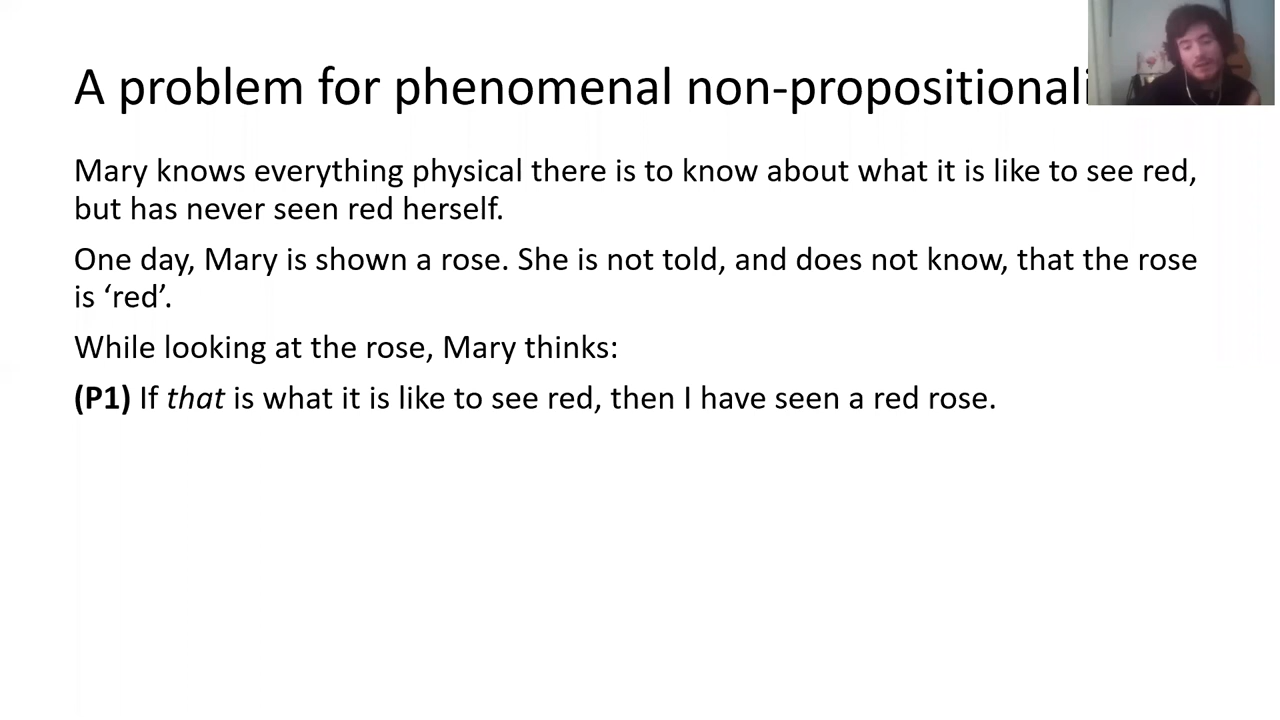 A problem for phenomenal non-propositionali
Mary knows everything physical there is to know about what it is like to see red,
but has never seen red herself.
One day, Mary is shown a rose. She is not told, and does not know, that the rose
is ‘red’.
While looking at the rose, Mary thinks:
(P1) If that is what it is like to see red, then I have seen a red rose.